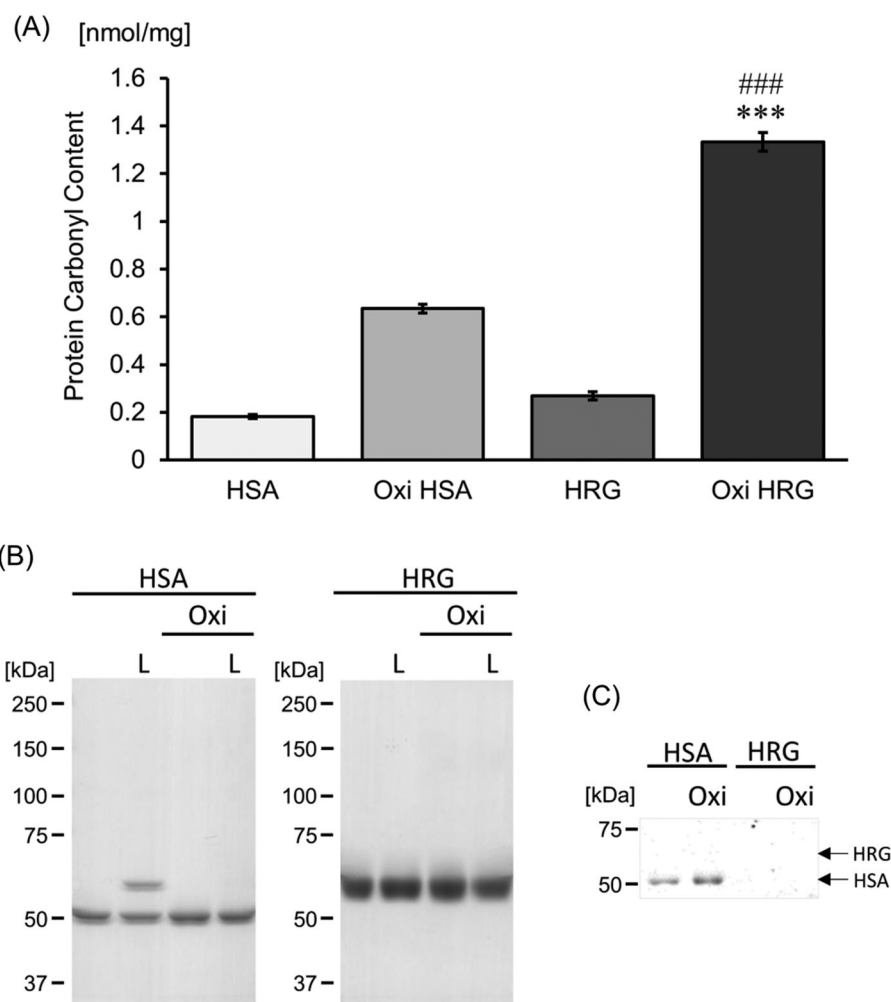 (A) [nmol/mg]
Protein Carbonyl Content
1.6
1.4
1.2
1
0.8
0.6
0.4
0.2
0
###
***
HSA Oxi HSA HRG Oxi HRG
(B)
HSA
Oxi
[kDa] L L
250
150
100
75
50
37
HRG
Oxi
[kDa] L L
250
150
100
75
50
37
(C)
HSA HRG
[kDa] Oxi Oxi
75
HRG
50 HSA